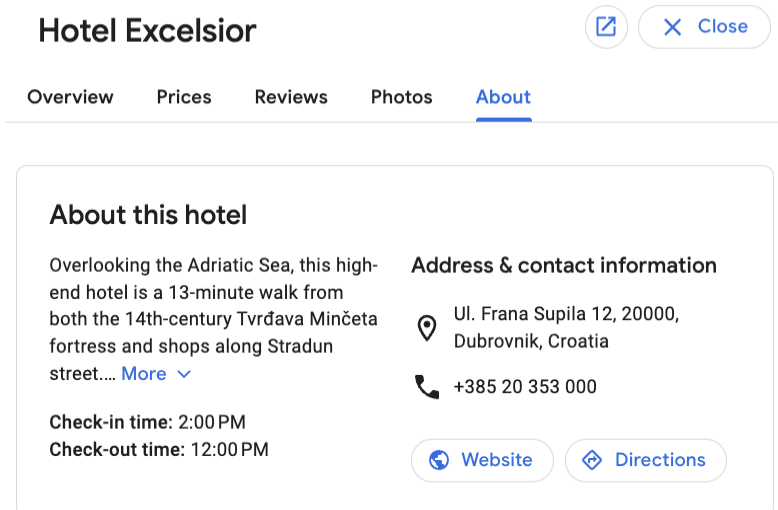 Hotel Excelsior
Close
Overview Prices Reviews Photos About
About this hotel
Overlooking the Adriatic Sea, this high-
end hotel is a 13-minute walk from
both the 14th-century Tvrđava Minčeta
fortress and shops along Stradun
street.... More
Check-in time: 2:00 PM
Check-out time: 12:00 PM
Address & contact information
Ul. Frana Supila 12, 20000,
Dubrovnik, Croatia
+385 20 353 000
Website Directions